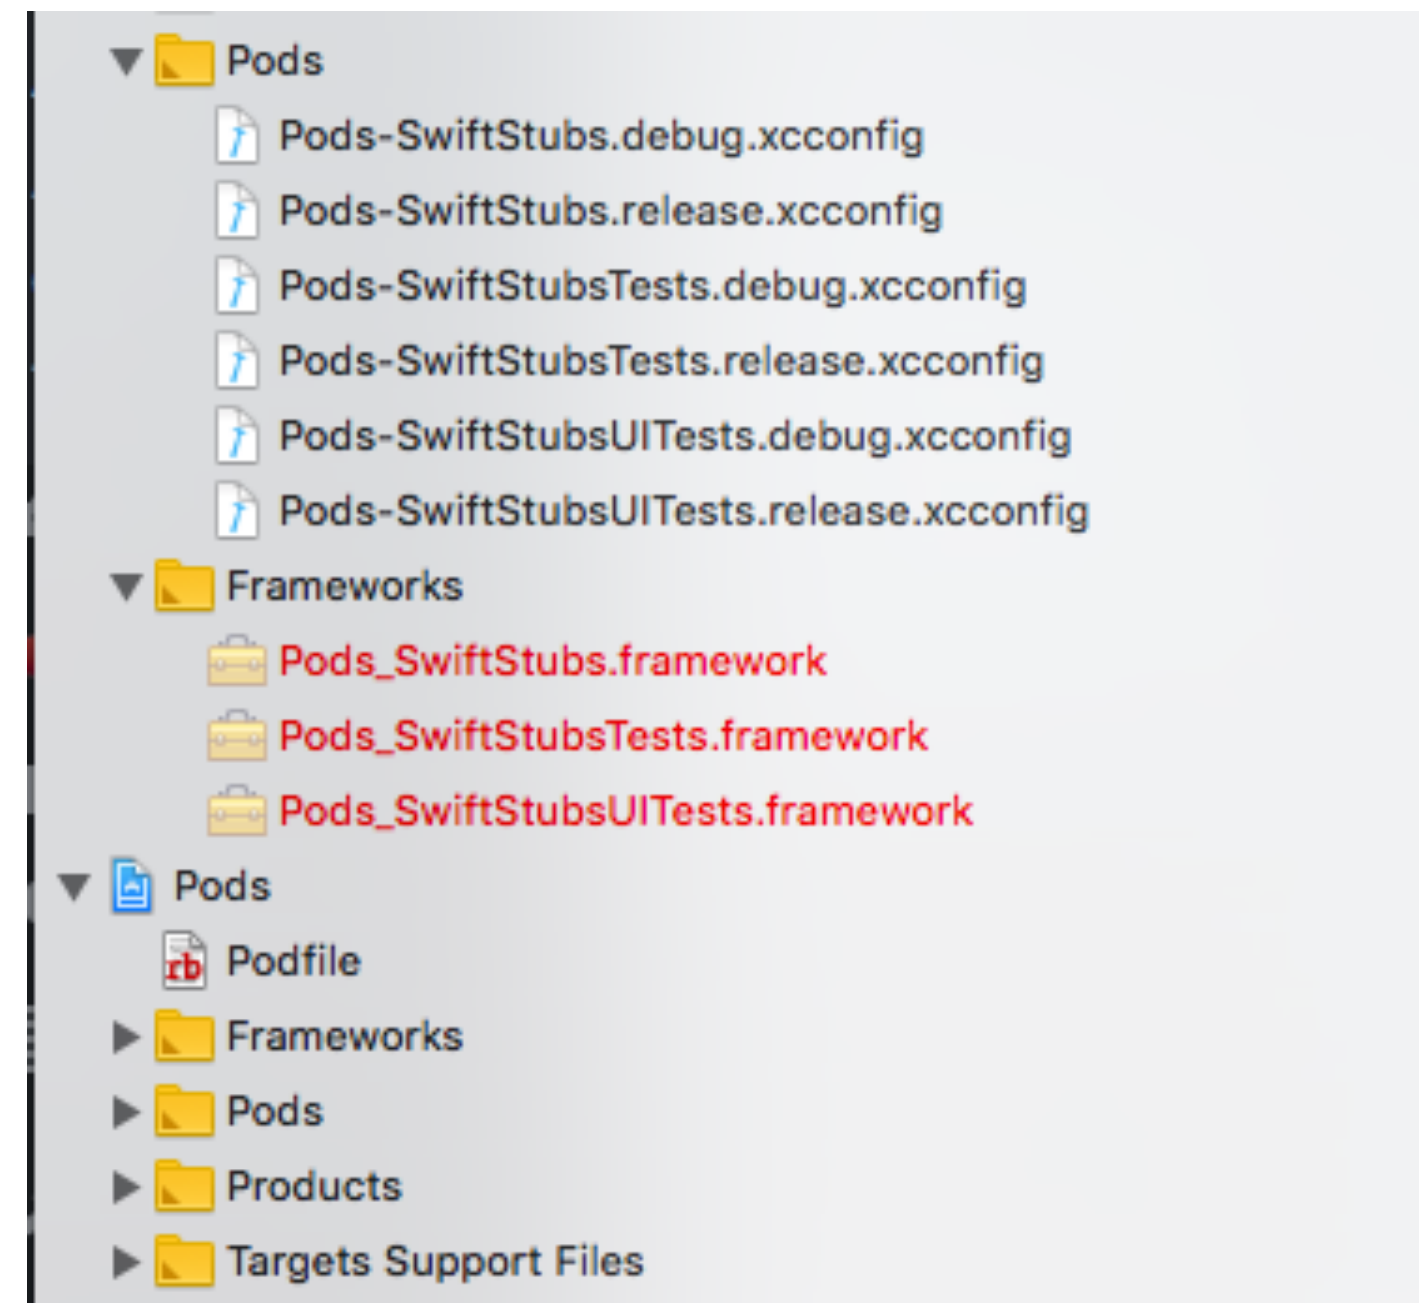 Pods
Pods-SwiftStubs.debug.xcconfig
Pods-SwiftStubs.release.xcconfig
Pods-SwiftStubsTests.debug.xcconfig
Pods-SwiftStubsTests.release.xcconfig
Pods-SwiftStubsUITests.debug.xcconfig
Pods-SwiftStubsUITests.release.xcconfig
Frameworks
Pods_SwiftStubs.framework
Pods_SwiftStubsTests.framework
Pods_SwiftStubsUITests.framework
Pods
rb Podfile
Frameworks
Pods
Products
Targets Support Files